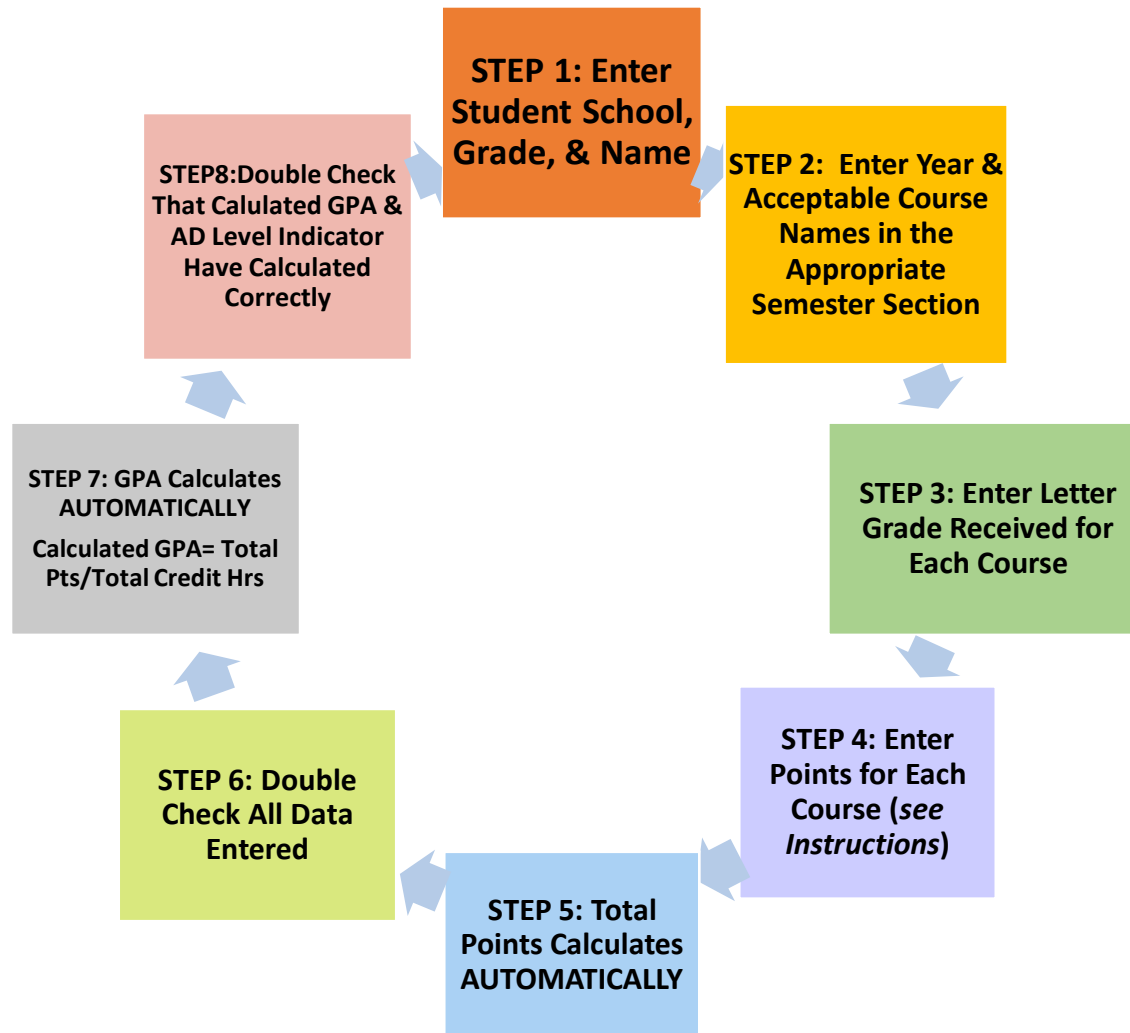 STEP 1: Enter
Student School,
Grade, & Name
STEP 2:  Enter Year &
Acceptable Course
Names in the
Appropriate
Semester Section
STEP 3: Enter Letter
Grade Received for
Each Course
STEP 4: Enter
Points for Each
Course (see
Instructions)
STEP 5: Total
Points Calculates
AUTOMATICALLY
STEP 6: Double
Check All Data
Entered
STEP 7: GPA Calculates
AUTOMATICALLY
Calculated GPA= Total
Pts/Total Credit Hrs
STEP8:Double Check
That Calulated GPA &
AD Level Indicator
Have Calculated
Correctly